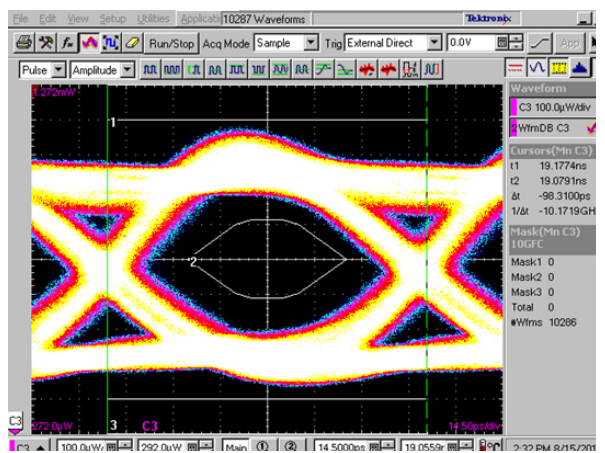 File Edit View Setup Utilities Applicatio 10287 Waveforms Tektronix
Run/Stop Acq Mode Sample Trig External Direct 0.0V App
Pulse Amplitude
1.272mW
1
2
272.0µW 3 C3 14.50ps/div
C3
Waveform
C3 100.0µW/div
2 WfmDB C3
Cursors(Mn C3)
t1 19.1774ns
t2 19.0791ns
Δt -98.3100ps
1/Δt -10.1719GH
Mask(Mn C3)
10GFC
Mask1 0
Mask2 0
Mask3 0
Total 0
#Wfms 10286
C3 100.0µW/ 292.0µW Main 1 2 14.5000ps 19.0559r 2:32 PM 8/15/201